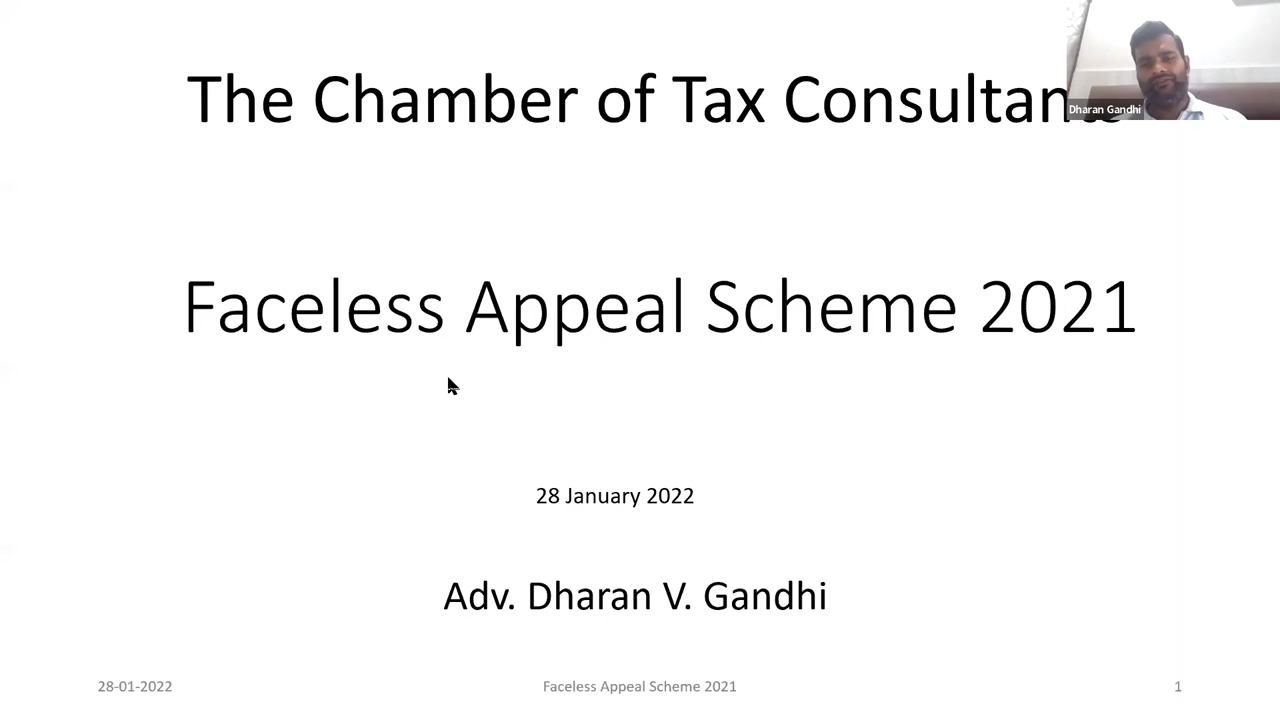 The Chamber of Tax Consultants
Dharan Gandhi
Faceless Appeal Scheme 2021
28 January 2022
Adv. Dharan V. Gandhi
28-01-2022
Faceless Appeal Scheme 2021
1